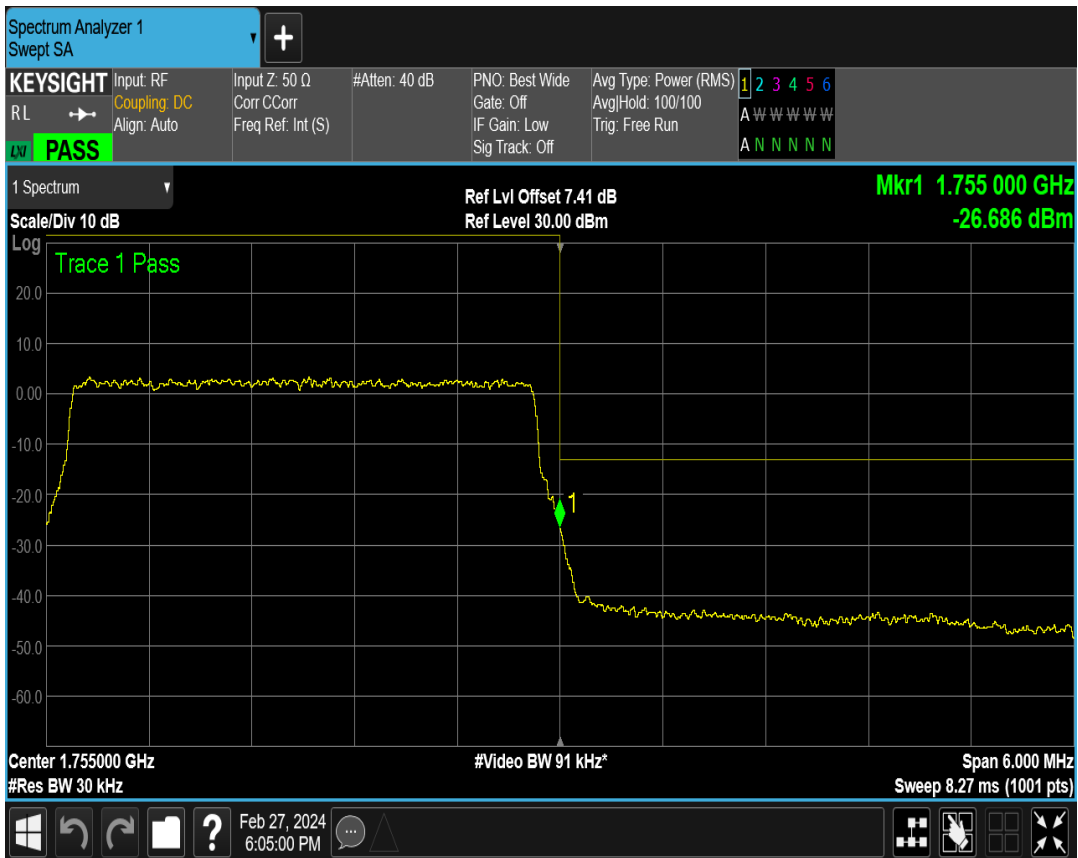 Spectrum Analyzer 1
Swept SA
+
KEYSIGHT
RL
LXI PASS
Input: RF
Coupling: DC
Align: Auto
Input Z: 50 Ω
Corr CCorr
Freq Ref: Int (S)
#Atten: 40 dB
PNO: Best Wide
Gate: Off
IF Gain: Low
Sig Track: Off
Avg Type: Power (RMS)
Avg|Hold: 100/100
Trig: Free Run
1 2 3 4 5 6
A W W W W W
A N N N N N
1 Spectrum
Scale/Div 10 dB
Ref Lvl Offset 7.41 dB
Ref Level 30.00 dBm
Mkr1 1.755 000 GHz
-26.686 dBm
Log
Trace 1 Pass
20.0
10.0
0.00
-10.0
-20.0
1
-30.0
-40.0
-50.0
-60.0
Center 1.755000 GHz
#Res BW 30 kHz
#Video BW 91 kHz*
Span 6.000 MHz
Sweep 8.27 ms (1001 pts)
?
Feb 27, 2024
6:05:00 PM